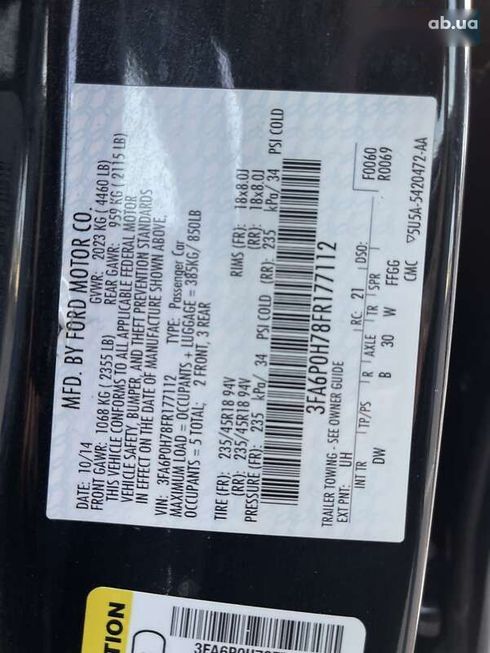 ab.ua
MFD. BY FORD MOTOR CO.
DATE: 10/14 GVWR: 2023 KG ( 4460 LB)
FRONT GAWR: 1068 KG ( 2355 LB) REAR GAWR: 959 KG ( 2115 LB)
THIS VEHICLE CONFORMS TO ALL APPLICABLE FEDERAL MOTOR
VEHICLE SAFETY, BUMPER, AND THEFT PREVENTION STANDARDS
IN EFFECT ON THE DATE OF MANUFACTURE SHOWN ABOVE,
VIN: 3FA6P0H78FR177112 TYPE: Passenger Car
MAXIMUM LOAD = OCCUPANTS + LUGGAGE = 385KG/ 850LB
OCCUPANTS = 5 TOTAL: 2 FRONT, 3 REAR
TIRE (FR): 235/45R18 94V RIMS (FR): 18x8.0J
(RR): 235/45R18 94V (RR): 18x8.0J
PRESSURE (FR): 235 kPa/ 34 PSI COLD (RR): 235 kPa/ 34 PSI COLD
3FA6P0H78FR177112
TRAILER TOWING - SEE OWNER GUIDE
EXT PNT: UH RC: 21 DSO: F0060
R0069
INT TR TP/PS R AXLE TR SPR
DW B 30 W FFGG
CMC ▽5U5A-5420472-AA